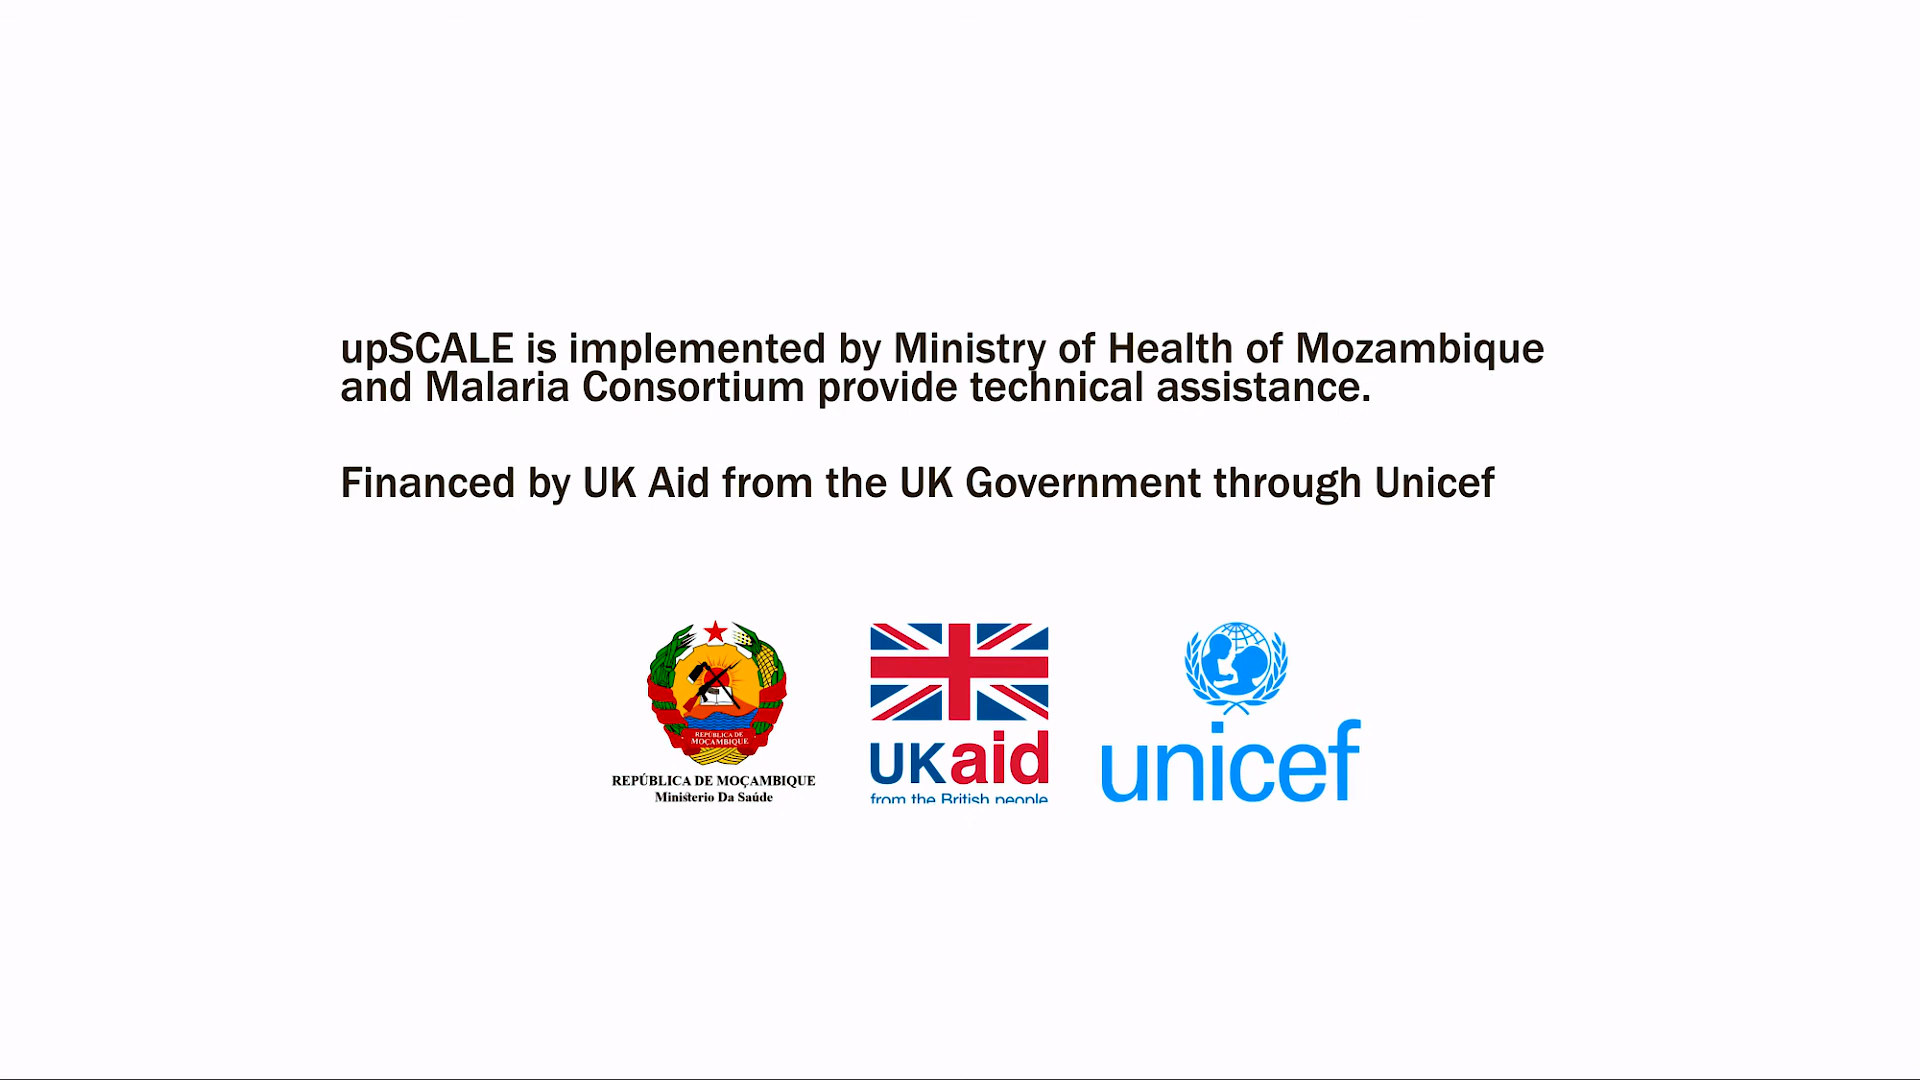 upSCALE is implemented by Ministry of Health of Mozambique
and Malaria Consortium provide technical assistance.
Financed by UK Aid from the UK Government through Unicef
REPÚBLICA DE
MOÇAMBIQUE
REPÚBLICA DE MOÇAMBIQUE
Ministerio Da Saúde
UKaid
from the British people
unicef